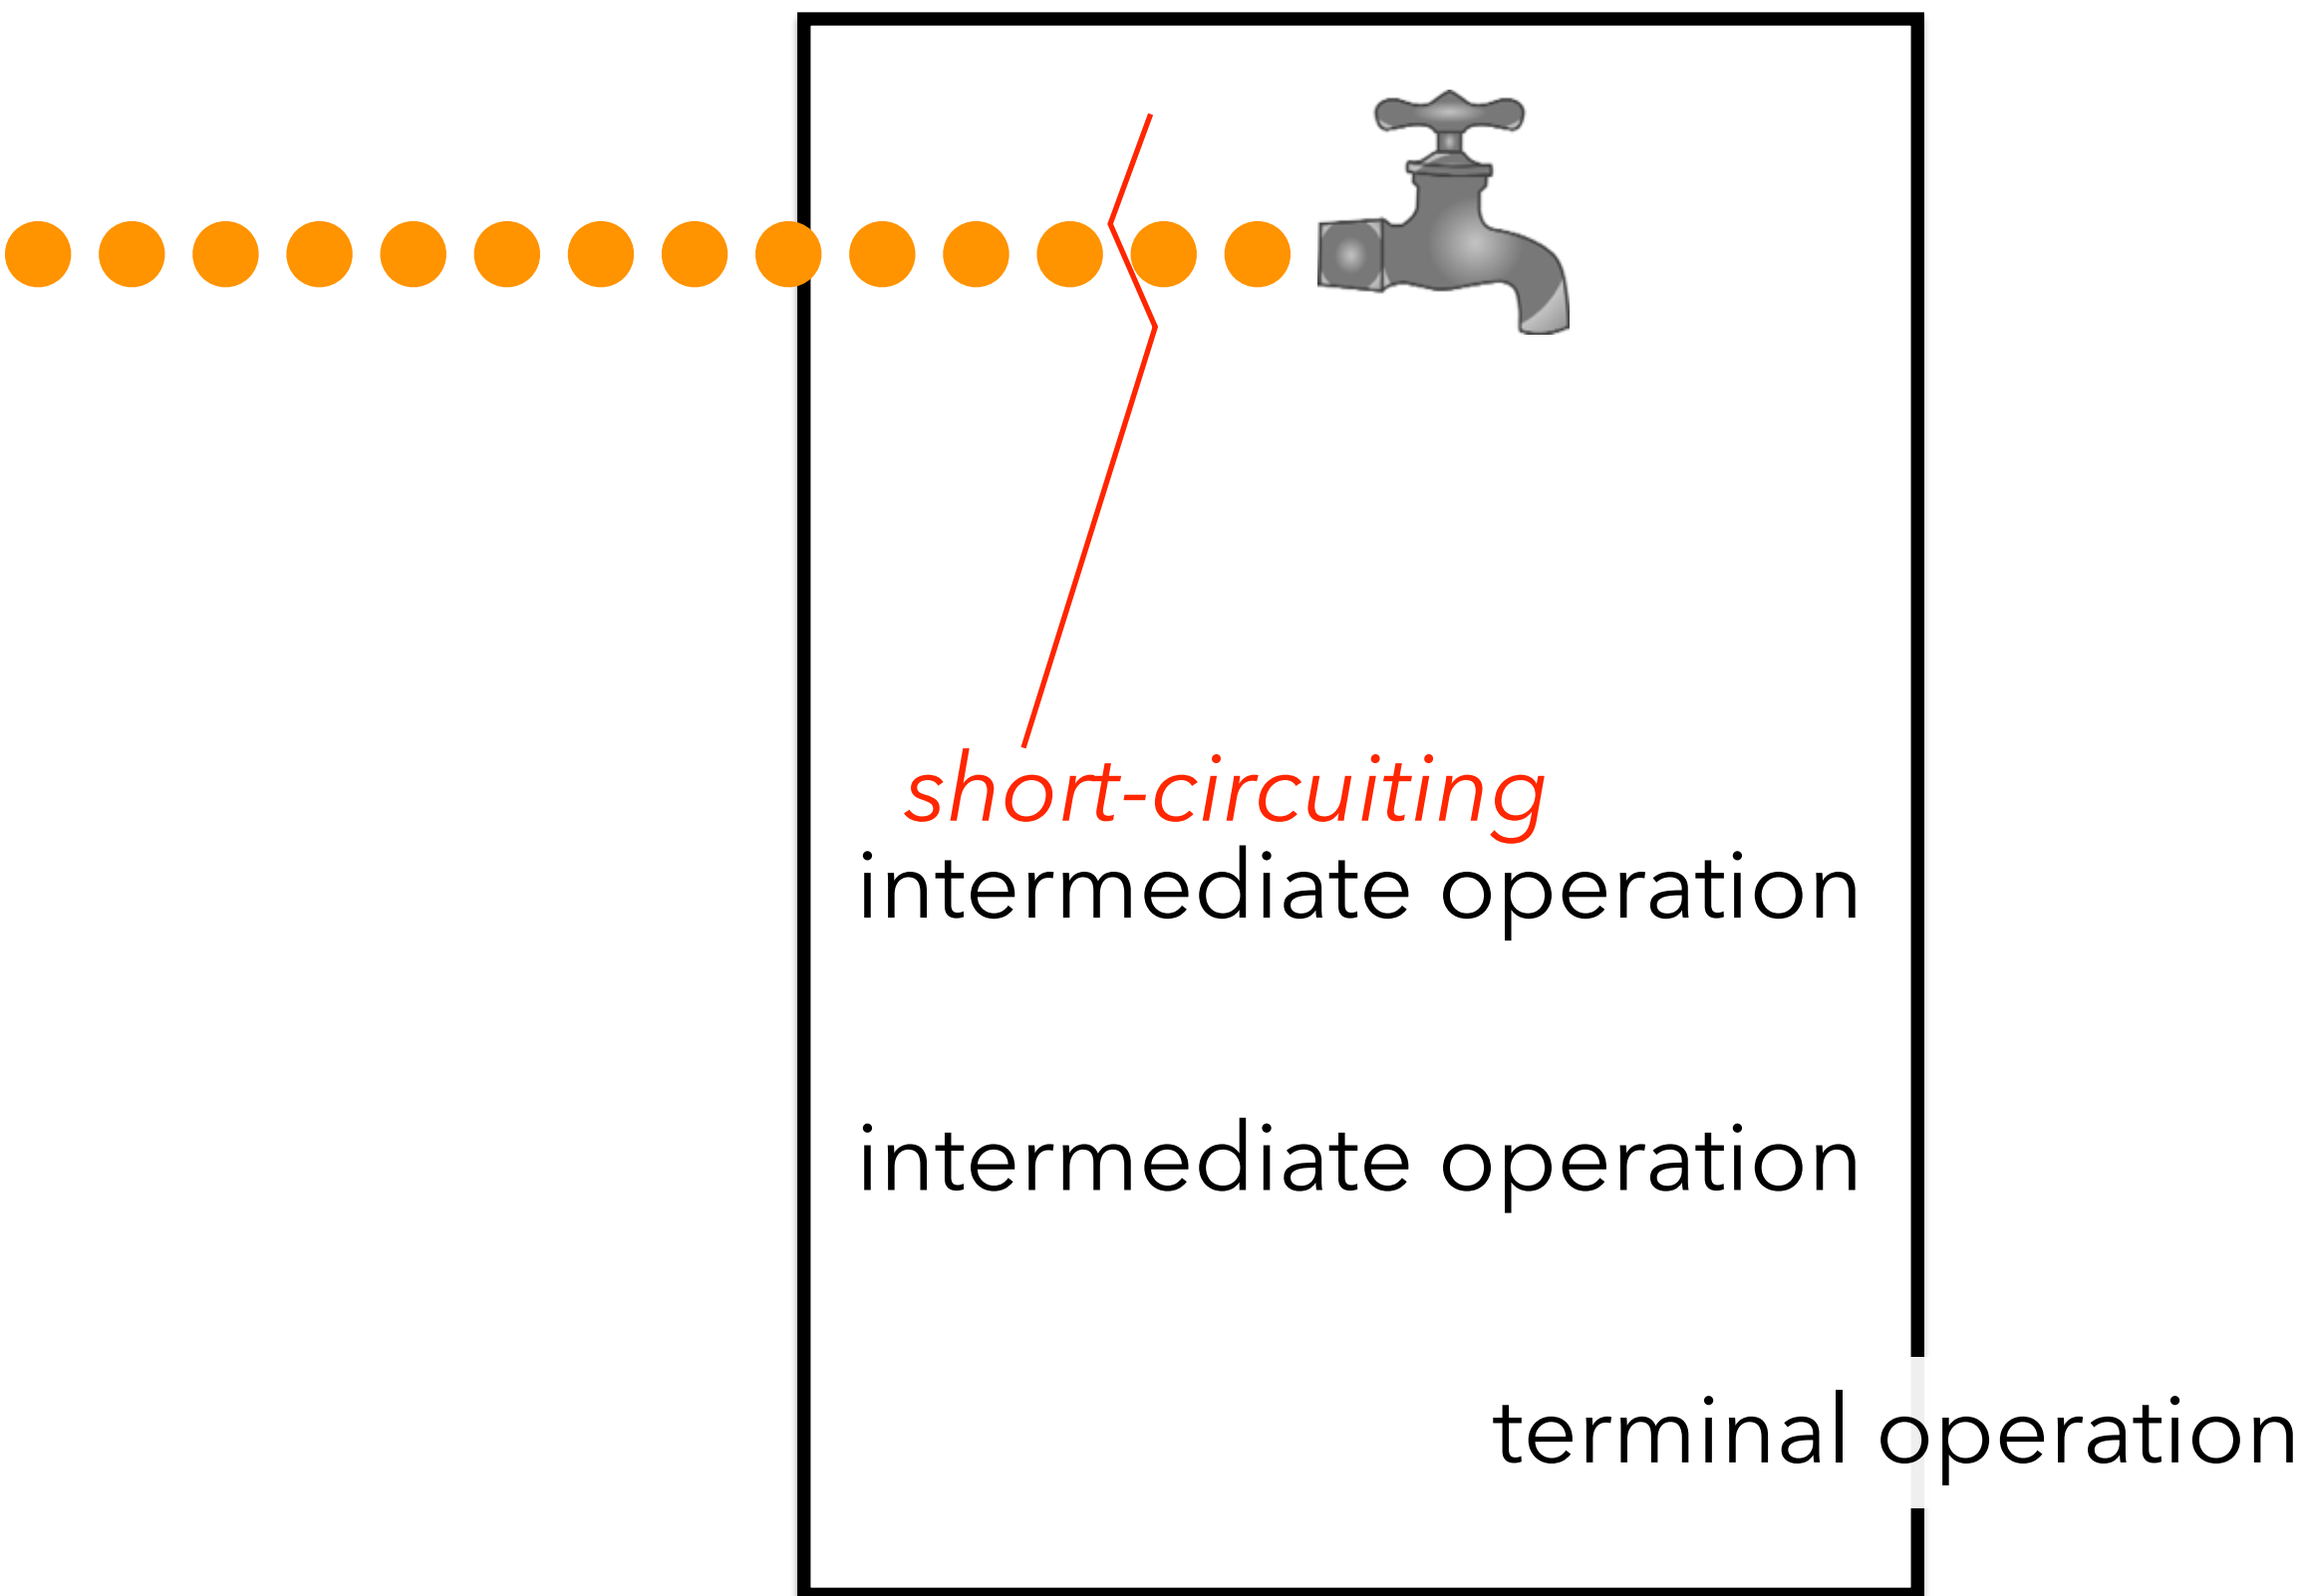 short-circuiting
intermediate operation
intermediate operation
terminal operation